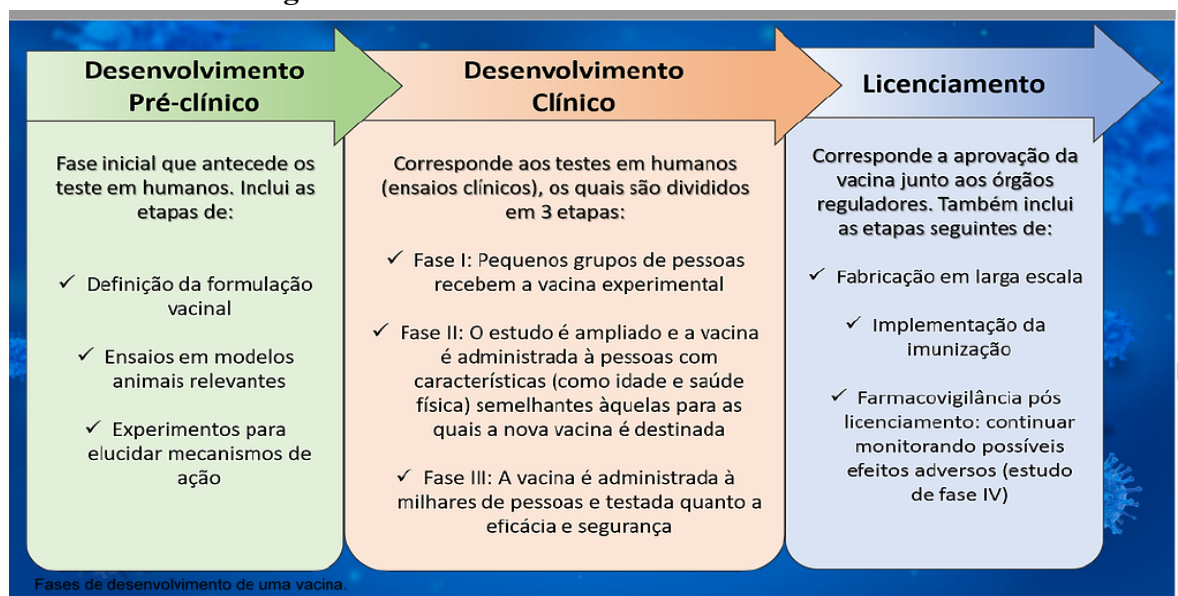 Desenvolvimento
Pré-clínico
Fase inicial que antecede os
teste em humanos. Inclui as
etapas de:
✓ Definição da formulação
vacinal
✓ Ensaios em modelos
animais relevantes
✓ Experimentos para
elucidar mecanismos de
ação
Desenvolvimento
Clínico
Corresponde aos testes em humanos
(ensaios clínicos), os quais são divididos
em 3 etapas:
✓ Fase I: Pequenos grupos de pessoas
recebem a vacina experimental
✓ Fase II: O estudo é ampliado e a vacina
é administrada à pessoas com
características (como idade e saúde
física) semelhantes àquelas para as
quais a nova vacina é destinada
✓ Fase III: A vacina é administrada à
milhares de pessoas e testada quanto a
eficácia e segurança
Licenciamento
Corresponde a aprovação da
vacina junto aos órgãos
reguladores. Também inclui
as etapas seguintes de:
✓ Fabricação em larga escala
✓ Implementação da
imunização
✓ Farmacovigilância pós
licenciamento: continuar
monitorando possíveis
efeitos adversos (estudo
de fase IV)
Fases de desenvolvimento de uma vacina.